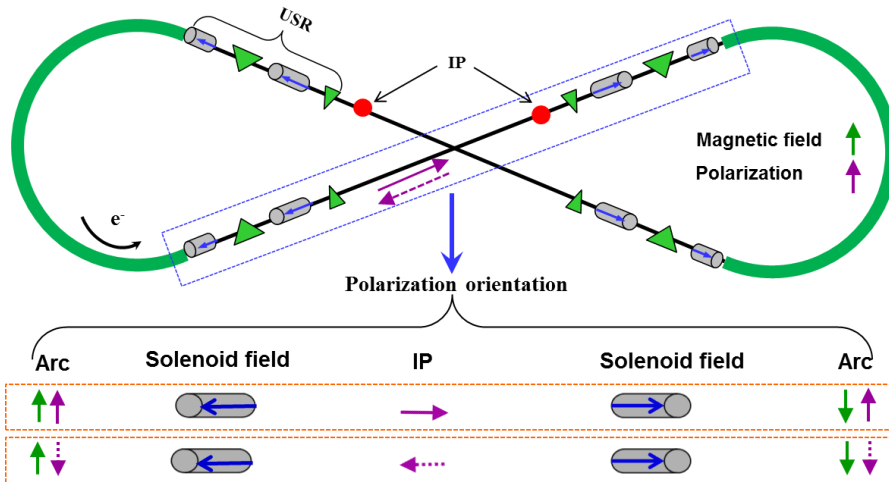 USR
IP
Magnetic field
Polarization
e-
Polarization orientation
Arc
Solenoid field
IP
Solenoid field
Arc